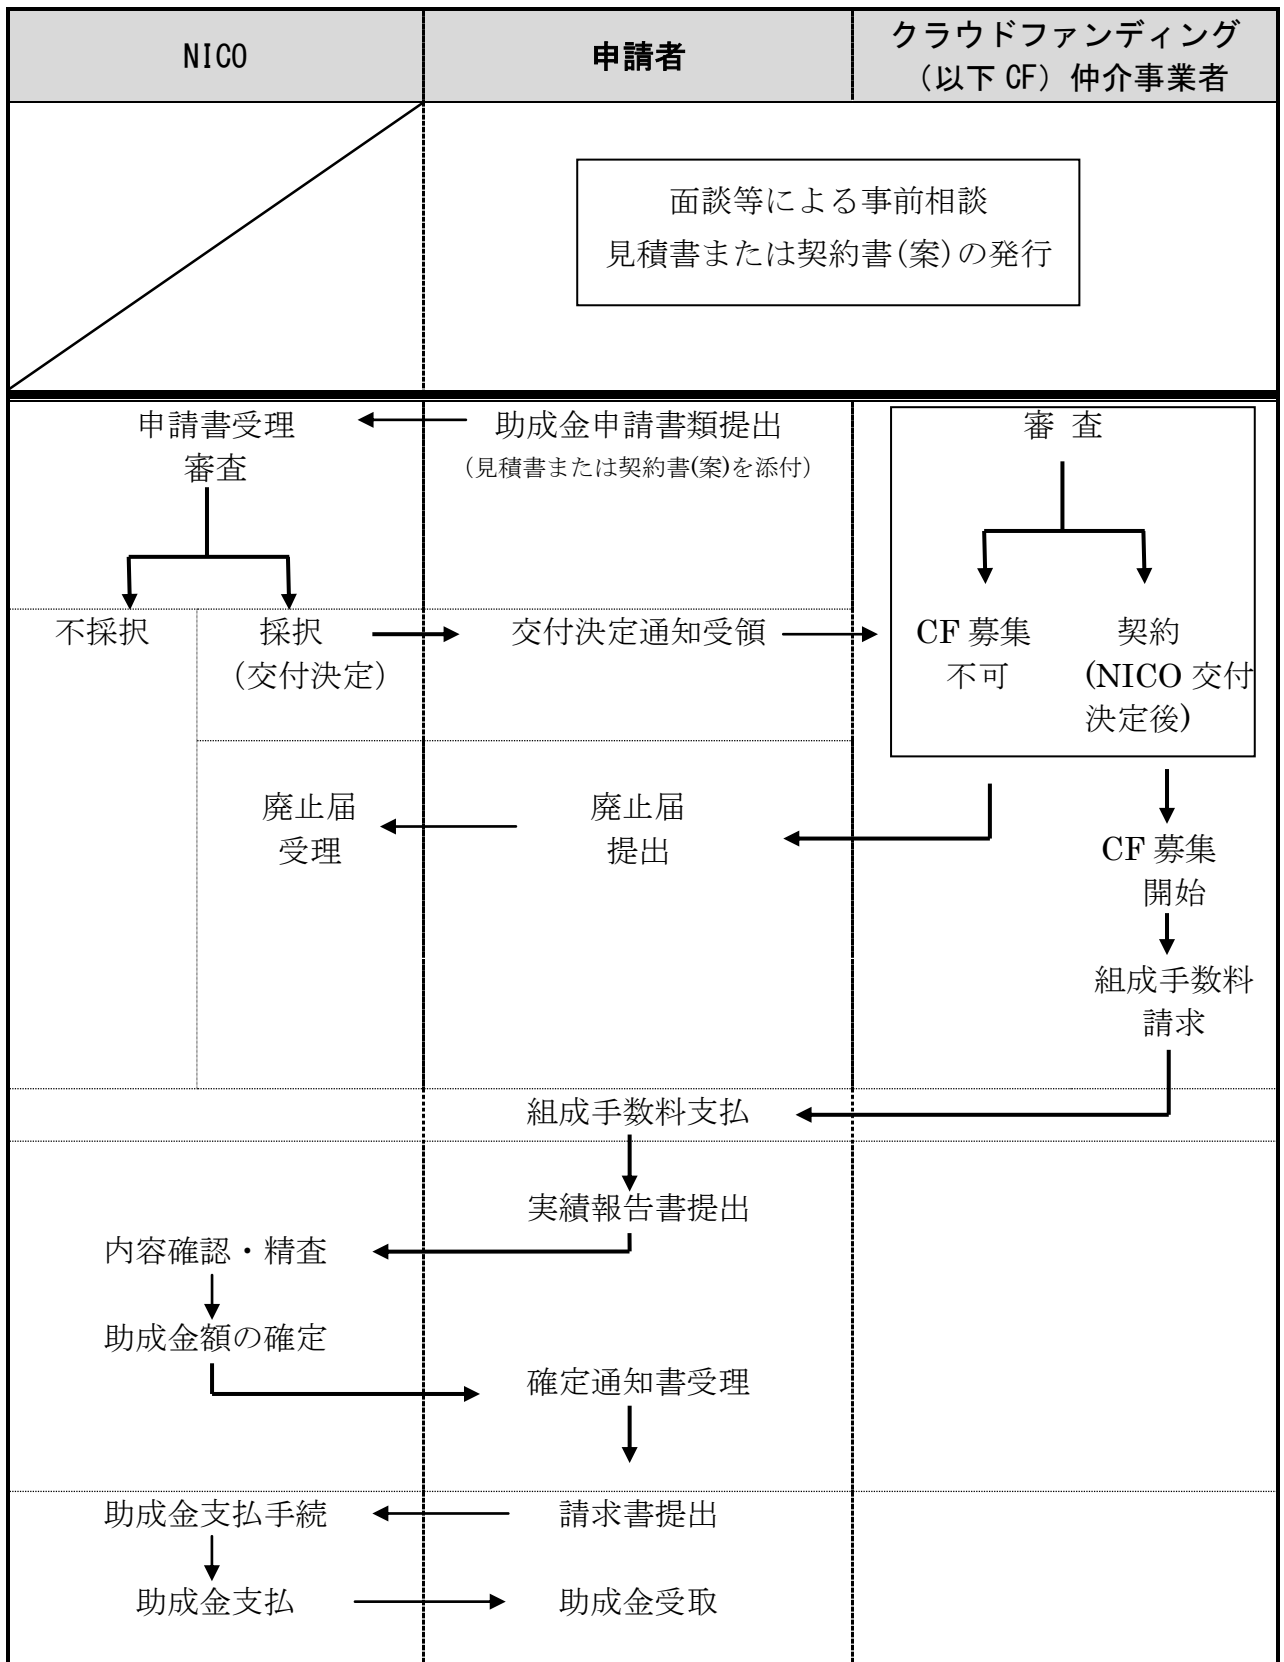 NICO
申請者
クラウドファンディング
（以下 CF）仲介事業者
面談等による事前相談
見積書または契約書(案)の発行
申請書受理
審査
助成金申請書類提出
（見積書または契約書(案)を添付）
審 査
不採択
採択
（交付決定）
交付決定通知受領
CF 募集
不可
契約
(NICO 交付
決定後)
廃止届
受理
廃止届
提出
CF 募集
開始
組成手数料
請求
組成手数料支払
実績報告書提出
内容確認・精査
助成金額の確定
確定通知書受理
助成金支払手続
請求書提出
助成金支払
助成金受取